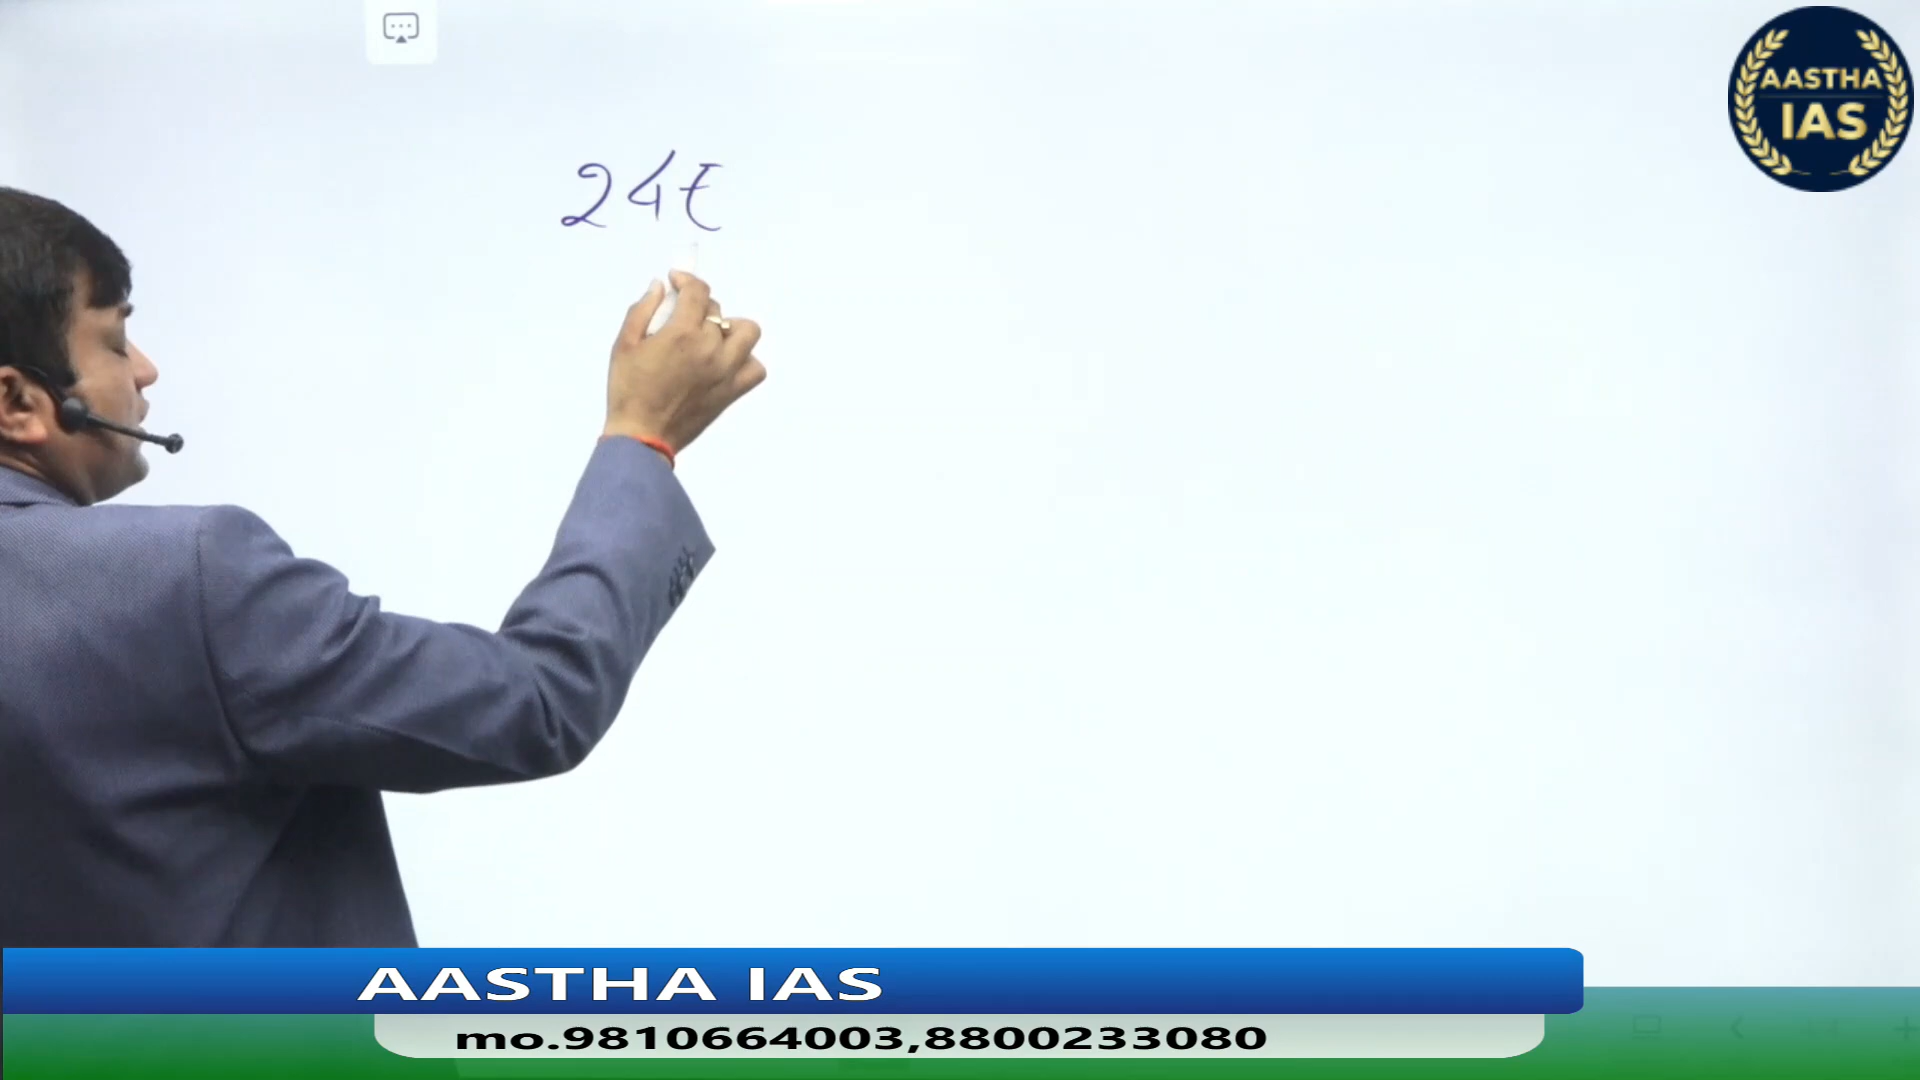 24E
AASTHA
IAS
AASTHA IAS
mo.9810664003,8800233080